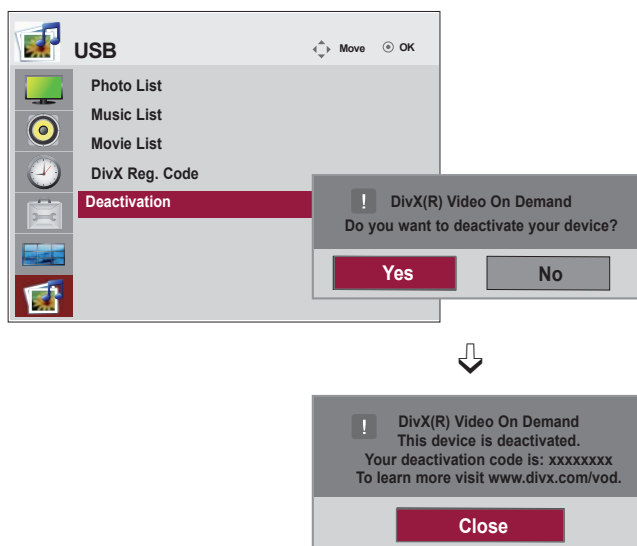 USB
Move OK
Photo List
Music List
Movie List
DivX Reg. Code
Deactivation
! DivX(R) Video On Demand
Do you want to deactivate your device?
Yes No
! DivX(R) Video On Demand
This device is deactivated.
Your deactivation code is: xxxxxxxx
To learn more visit www.divx.com/vod.
Close